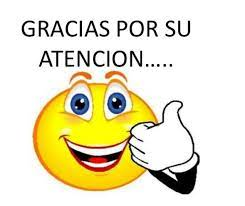 GRACIAS POR SU
ATENCION.....